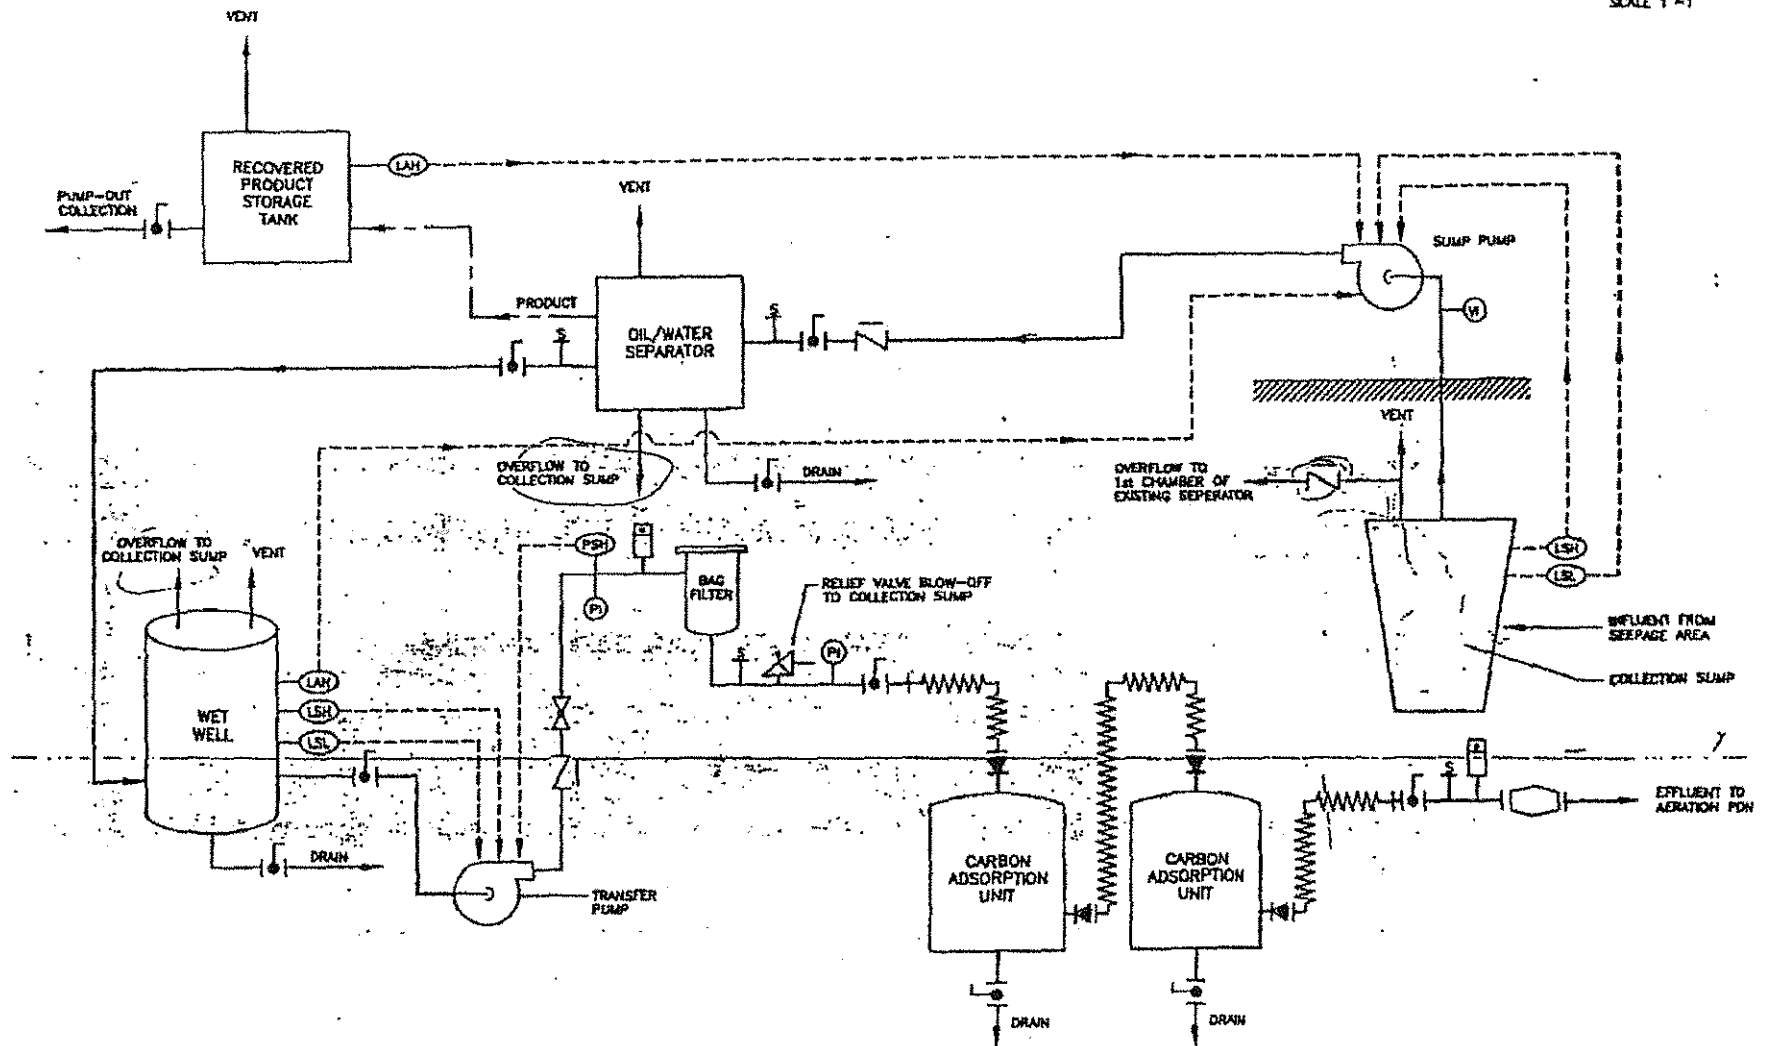 SCALE 1"=1'
VENT
RECOVERED
PRODUCT
STORAGE
TANK
LAH
PUMP-OUT
COLLECTION
VENT
SUMP PUMP
PRODUCT
S
OIL/WATER
SEPARATOR
S
VI
VENT
OVERFLOW TO
COLLECTION SUMP
DRAIN
OVERFLOW TO
1st CHAMBER OF
EXISTING SEPERATOR
OVERFLOW TO
COLLECTION SUMP
VENT
PSH
PI
BAG
FILTER
RELIEF VALVE BLOW-OFF
TO COLLECTION SUMP
LSH
LSL
INFLUENT FROM
SEEPAGE AREA
COLLECTION SUMP
S
PI
LAH
LSH
LSL
WET
WELL
DRAIN
TRANSFER
PUMP
CARBON
ADSORPTION
UNIT
CARBON
ADSORPTION
UNIT
S
EFFLUENT TO
AERATION PDN
DRAIN
DRAIN